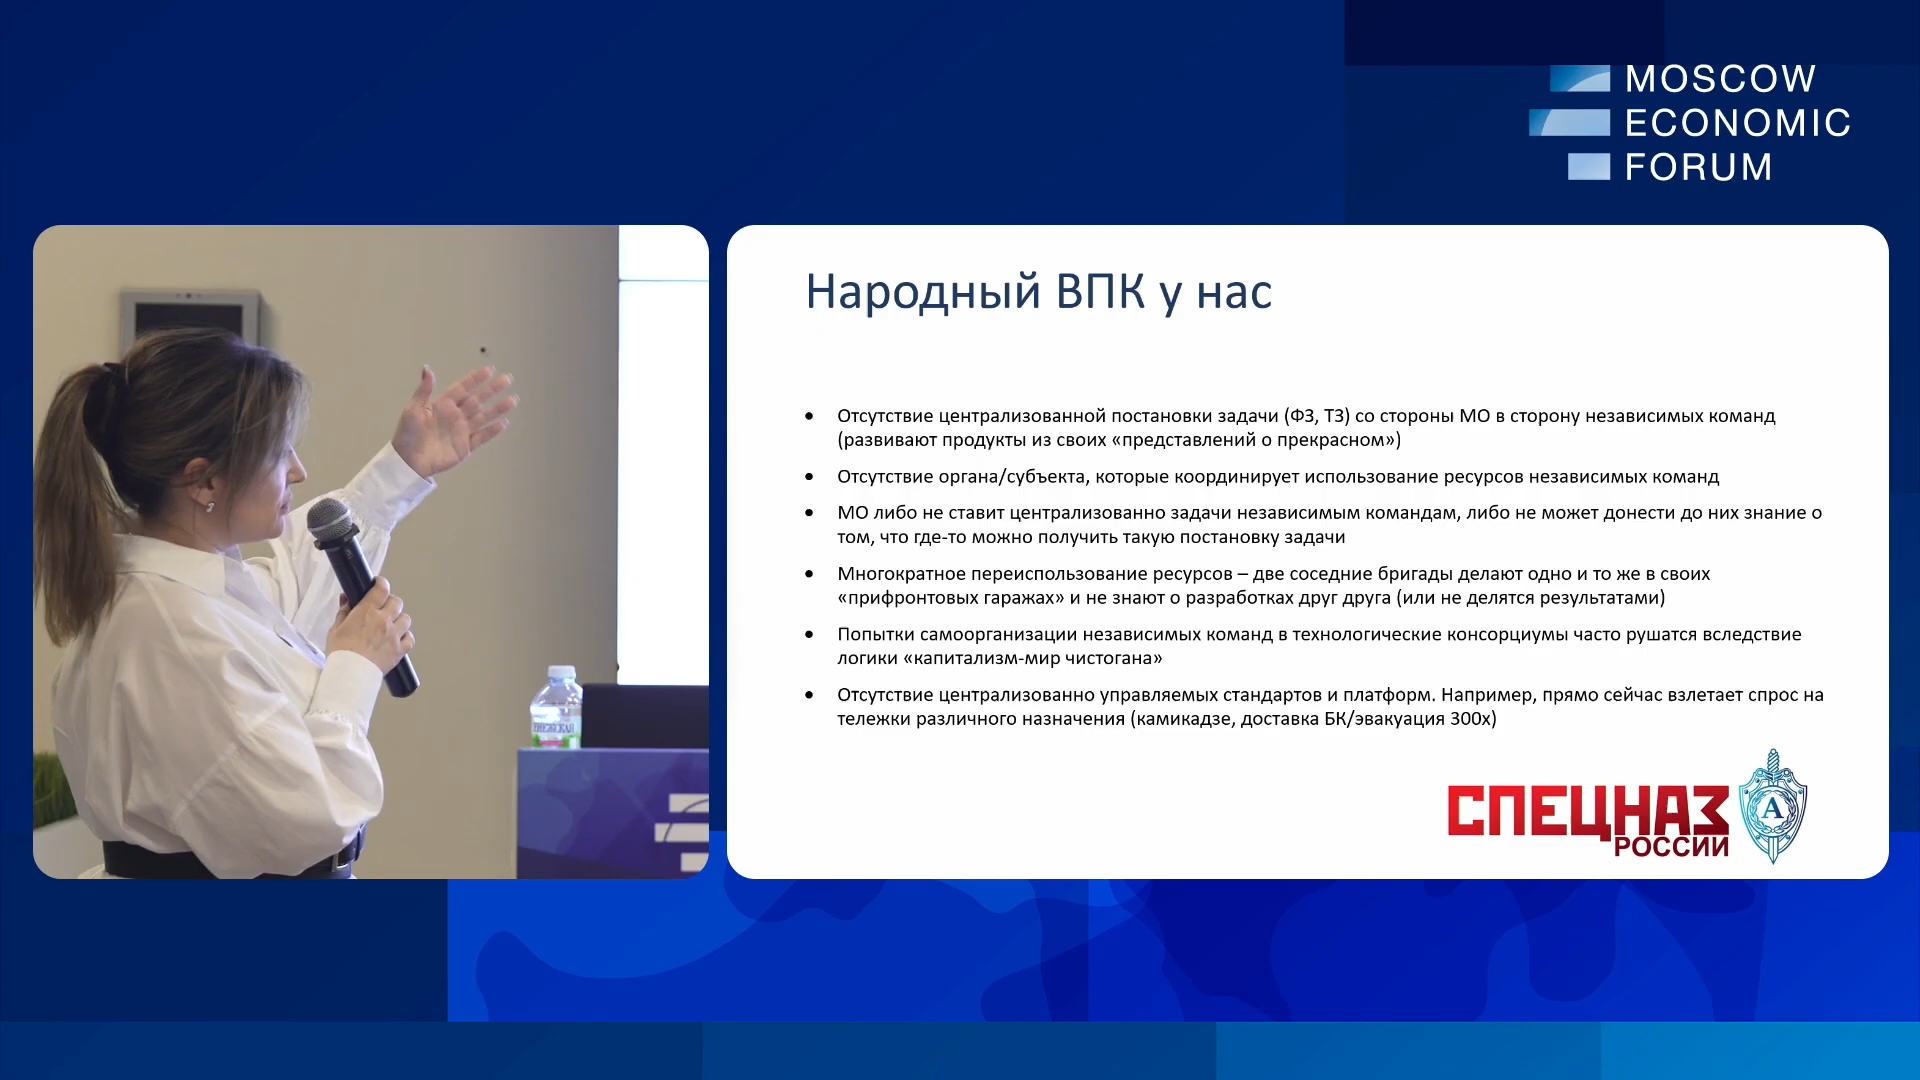 MOSCOW
ECONOMIC
FORUM
Народный ВПК у нас
• Отсутствие централизованной постановки задачи (ФЗ, ТЗ) со стороны МО в сторону независимых команд
(развивают продукты из своих «представлений о прекрасном»)
• Отсутствие органа/субъекта, которые координирует использование ресурсов независимых команд
• МО либо не ставит централизованно задачи независимым командам, либо не может донести до них знание о
том, что где-то можно получить такую постановку задачи
• Многократное переиспользование ресурсов – две соседние бригады делают одно и то же в своих
«прифронтовых гаражах» и не знают о разработках друг друга (или не делятся результатами)
• Попытки самоорганизации независимых команд в технологические консорциумы часто рушатся вследствие
логики «капитализм-мир чистогана»
• Отсутствие централизованно управляемых стандартов и платформ. Например, прямо сейчас взлетает спрос на
тележки различного назначения (камикадзе, доставка БК/эвакуация 300х)
СПЕЦНАЗ
РОССИИ
А